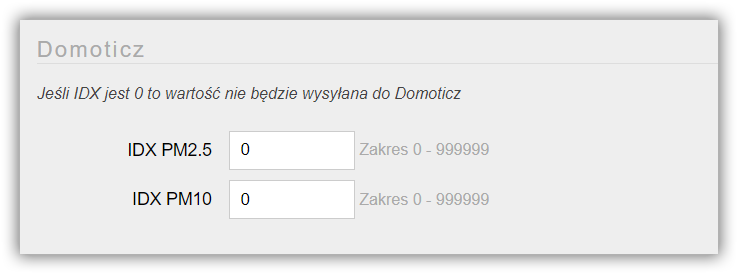 Domoticz
Jeśli IDX jest 0 to wartość nie będzie wysyłana do Domoticz
IDX PM2.5 0 Zakres 0 - 999999
IDX PM10 0 Zakres 0 - 999999